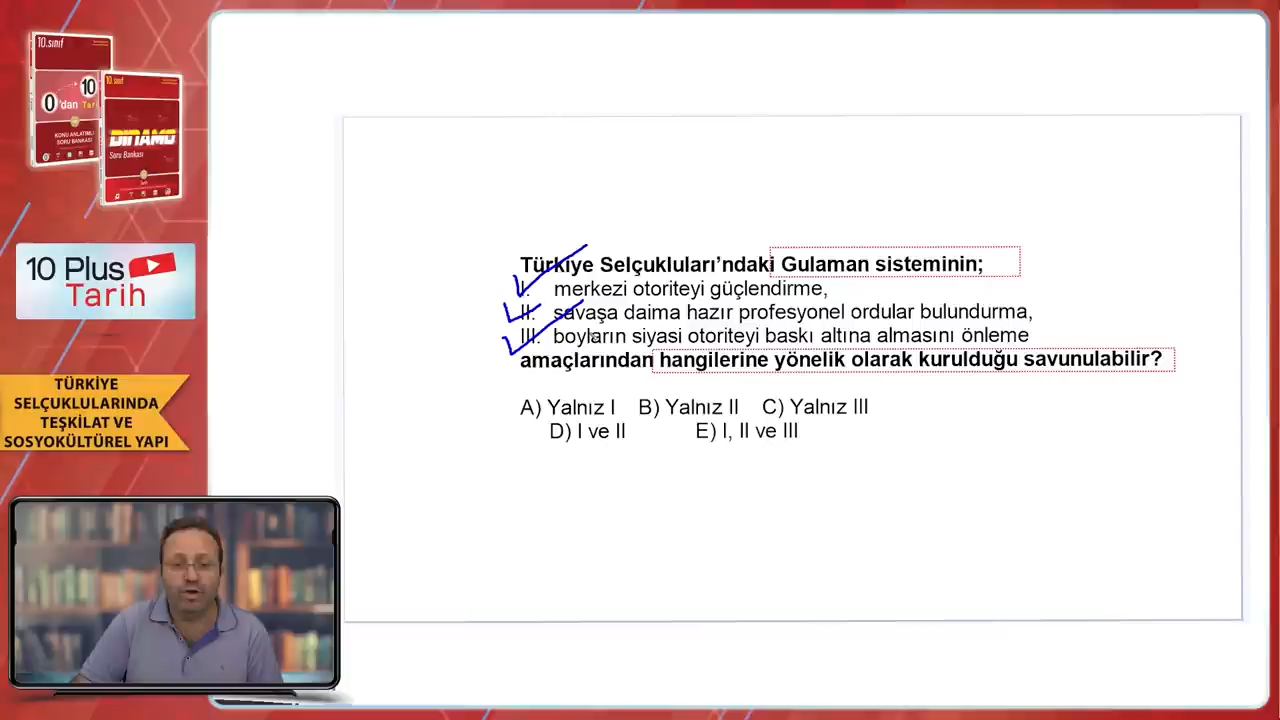 10.sınıf
0'dan 10
Tar
KONU ANLATIMLI
SORU BANKASI
10. sınıf
DINAMO
Soru Bankası
10 Plus
Tarih
TÜRKİYE
SELÇUKLULARINDA
TEŞKİLAT VE
SOSYOKÜLTÜREL YAPI
Türkiye Selçukluları’ndaki Gulaman sisteminin;
I. merkezi otoriteyi güçlendirme,
II. savaşa daima hazır profesyonel ordular bulundurma,
III. boyların siyasi otoriteyi baskı altına almasını önleme
amaçlarından hangilerine yönelik olarak kurulduğu savunulabilir?
A) Yalnız I B) Yalnız II C) Yalnız III
D) I ve II E) I, II ve III